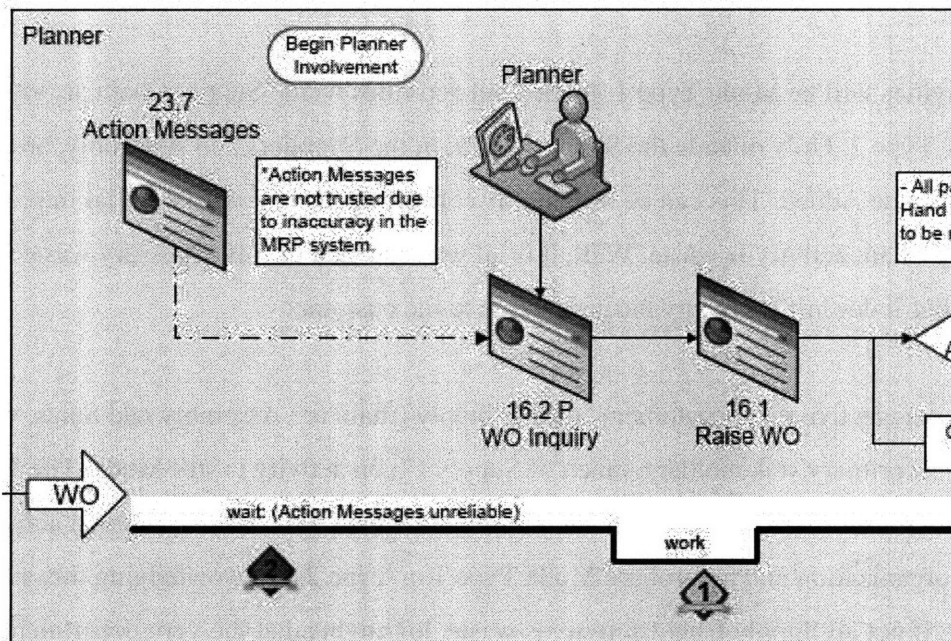 Planner
Begin Planner
Involvement
23.7
Action Messages
*Action Messages
are not trusted due
to inaccuracy in the
MRP system.
Planner
- All
Hand
to be
16.2 P
WO Inquiry
16.1
Raise WO
WO
wait: (Action Messages unreliable)
work
2
1